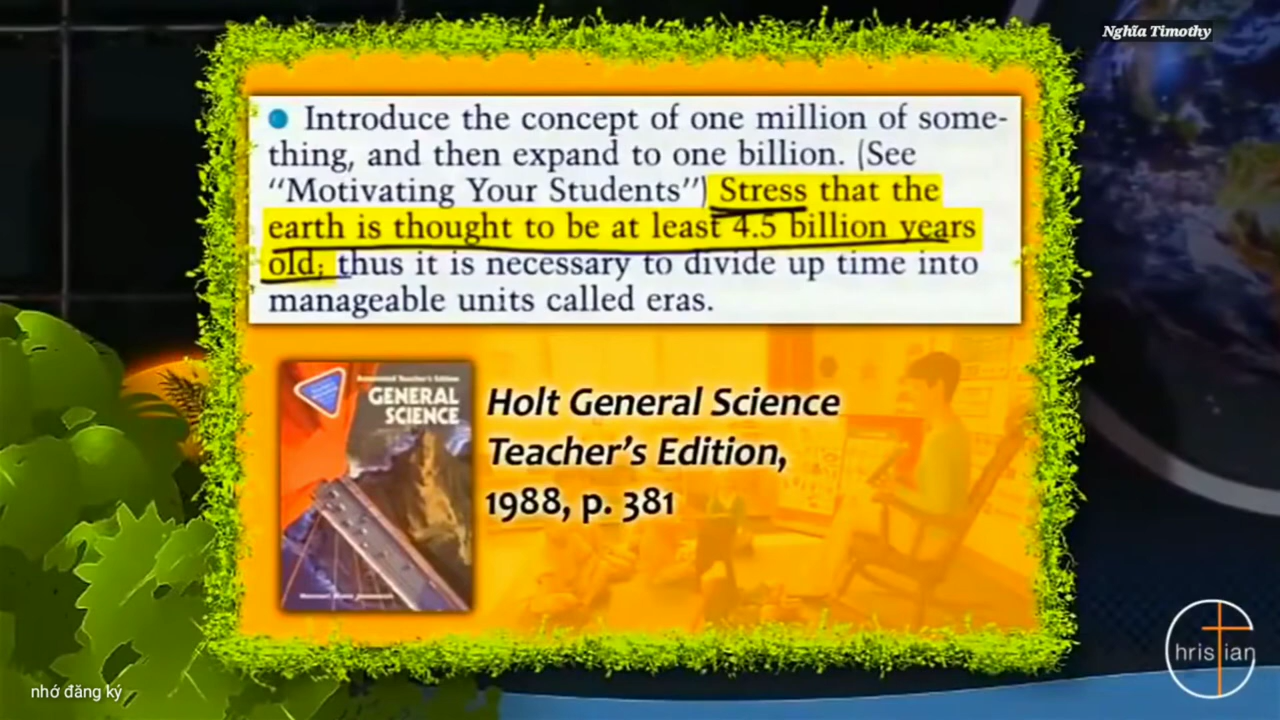 Nghĩa Timothy
• Introduce the concept of one million of some-
thing, and then expand to one billion. (See
“Motivating Your Students”) Stress that the
earth is thought to be at least 4.5 billion years
old; thus it is necessary to divide up time into
manageable units called eras.
GENERAL
SCIENCE
Holt General Science
Teacher’s Edition,
1988, p. 381
hristian
nhớ đăng ký